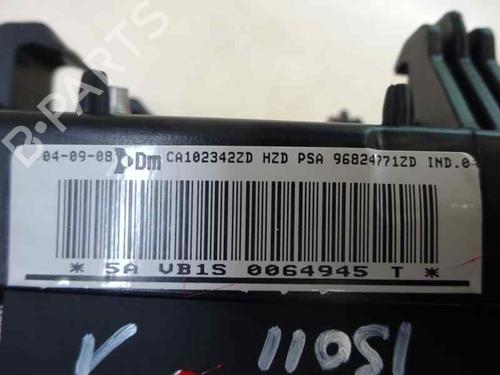 B-PARTS
04-09-08 Dm CA102342ZD HZD PSA 96824771ZD IND.0
* 5A VB1S 0064945 T *
11051